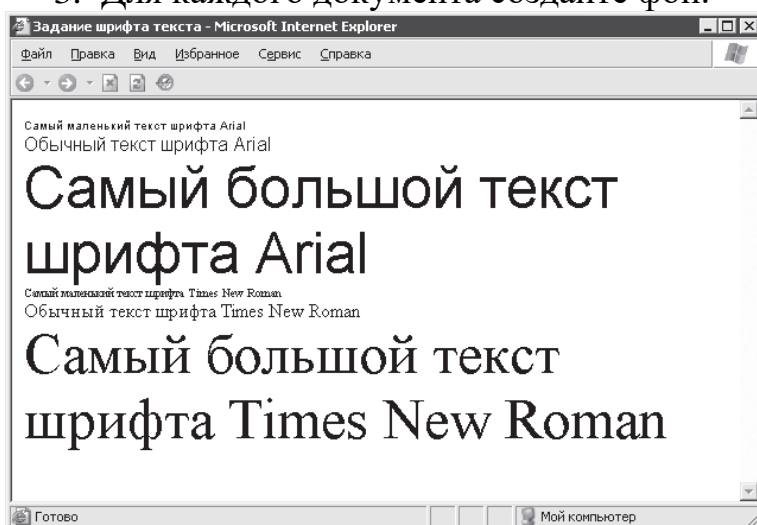 3. Для каждого документа создайте фон.
Задание шрифта текста - Microsoft Internet Explorer
Файл Правка Вид Избранное Сервис Справка
Самый маленький текст шрифта Arial
Обычный текст шрифта Arial
Самый большой текст
шрифта Arial
Самый маленький текст шрифта Times New Roman
Обычный текст шрифта Times New Roman
Самый большой текст
шрифта Times New Roman
Готово
Мой компьютер